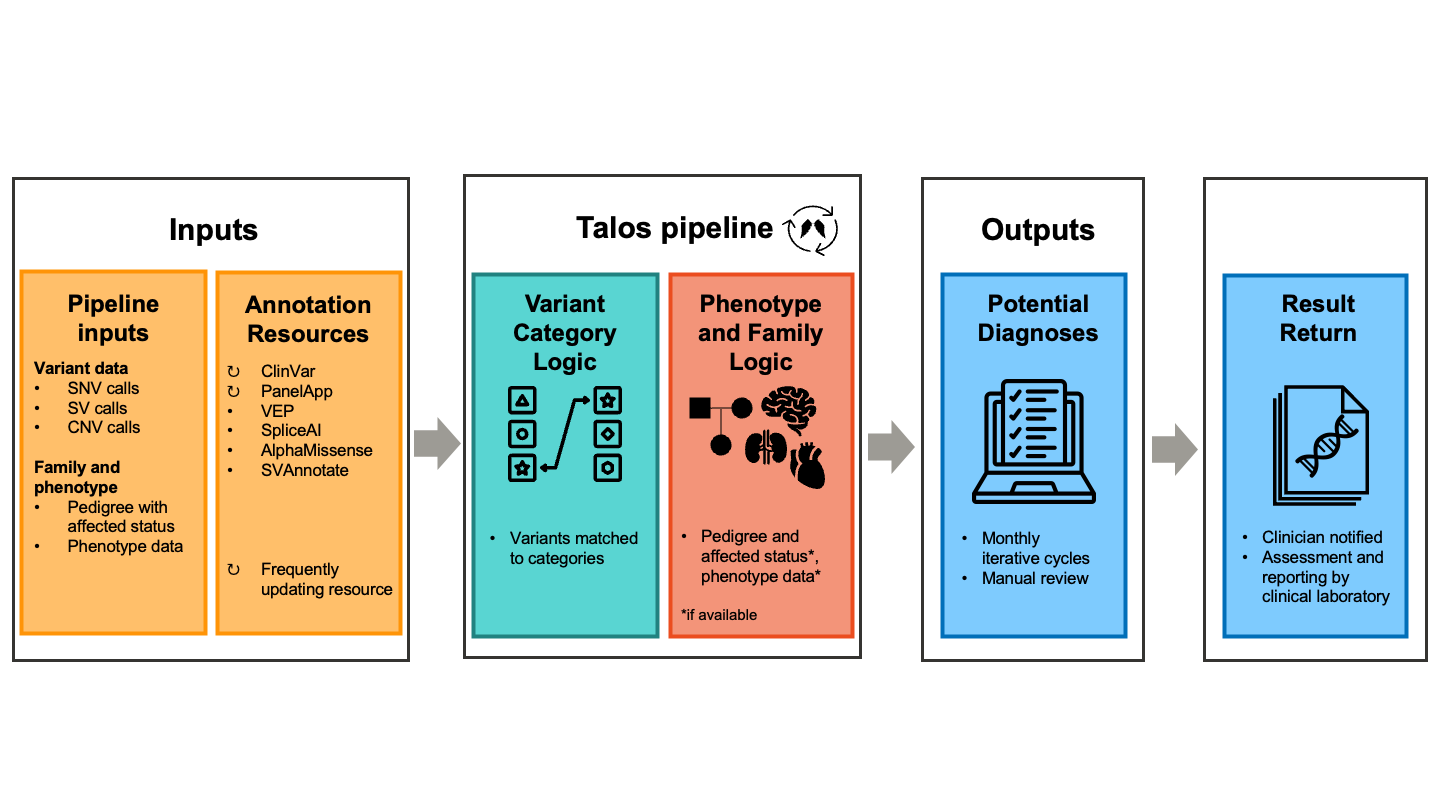 Inputs
Pipeline
inputs
Variant data
• SNV calls
• SV calls
• CNV calls
Family and
phenotype
• Pedigree with
affected status
• Phenotype data
Annotation
Resources
↻ ClinVar
↻ PanelApp
• VEP
• SpliceAI
• AlphaMissense
• SVAnnotate
↻ Frequently
updating resource
Talos pipeline
Variant
Category
Logic
• Variants matched
to categories
Phenotype
and Family
Logic
• Pedigree and
affected status*,
phenotype data*
*if available
Outputs
Potential
Diagnoses
• Monthly
iterative cycles
• Manual review
Result
Return
• Clinician notified
• Assessment and
reporting by
clinical laboratory